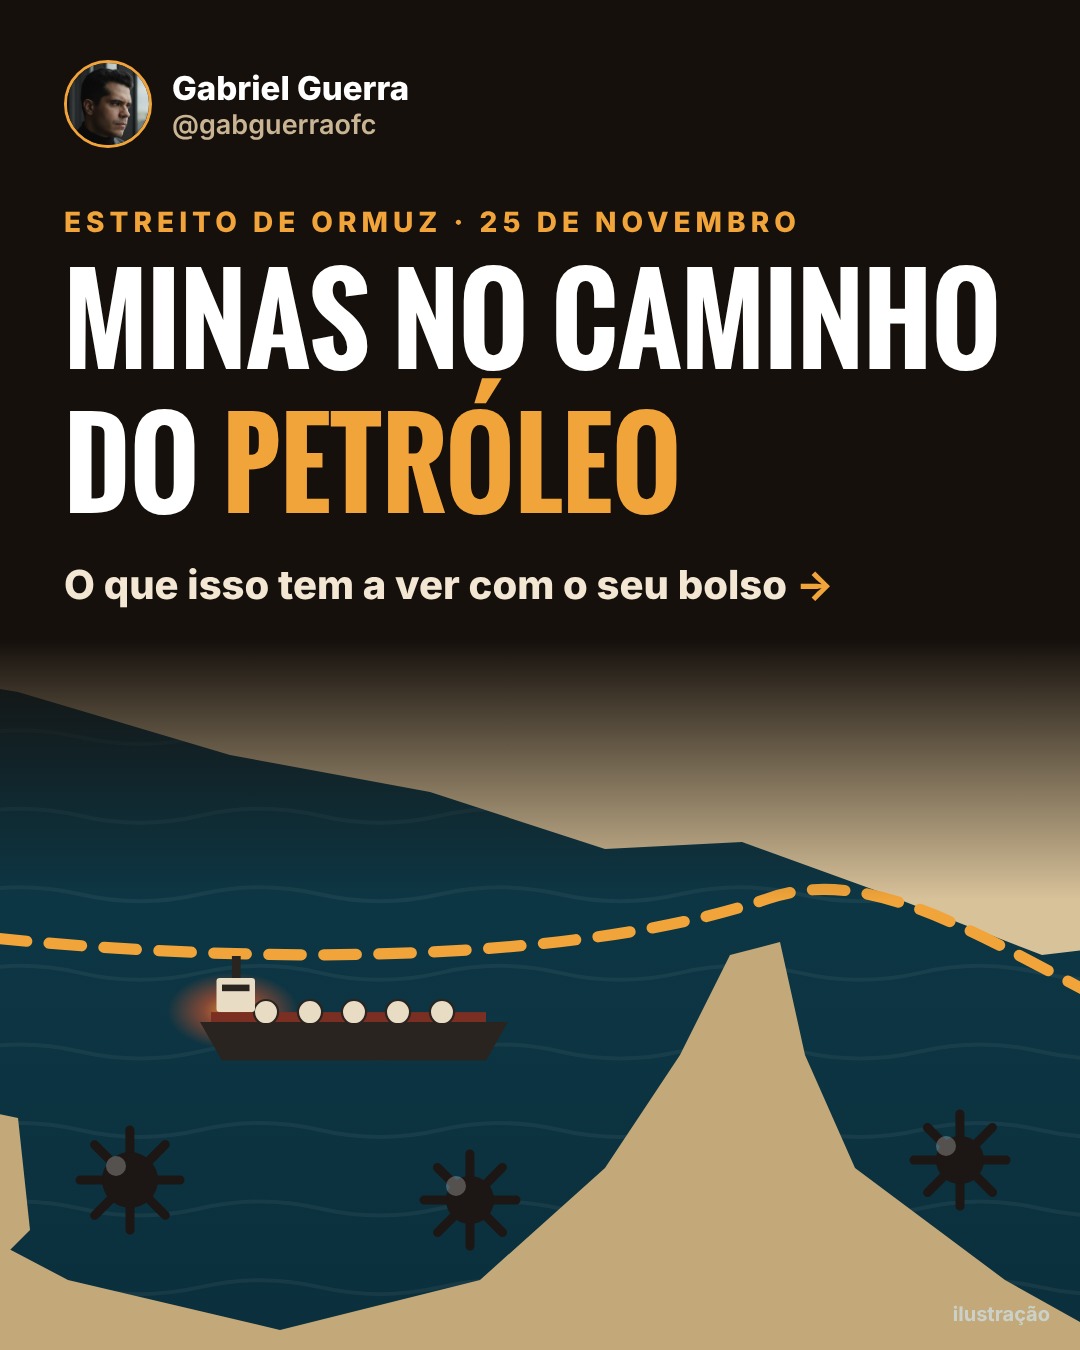 Gabriel Guerra
@gabguerraofc
ESTREITO DE ORMUZ · 25 DE NOVEMBRO
MINAS NO CAMINHO
DO PETRÓLEO
O que isso tem a ver com o seu bolso →
ilustração